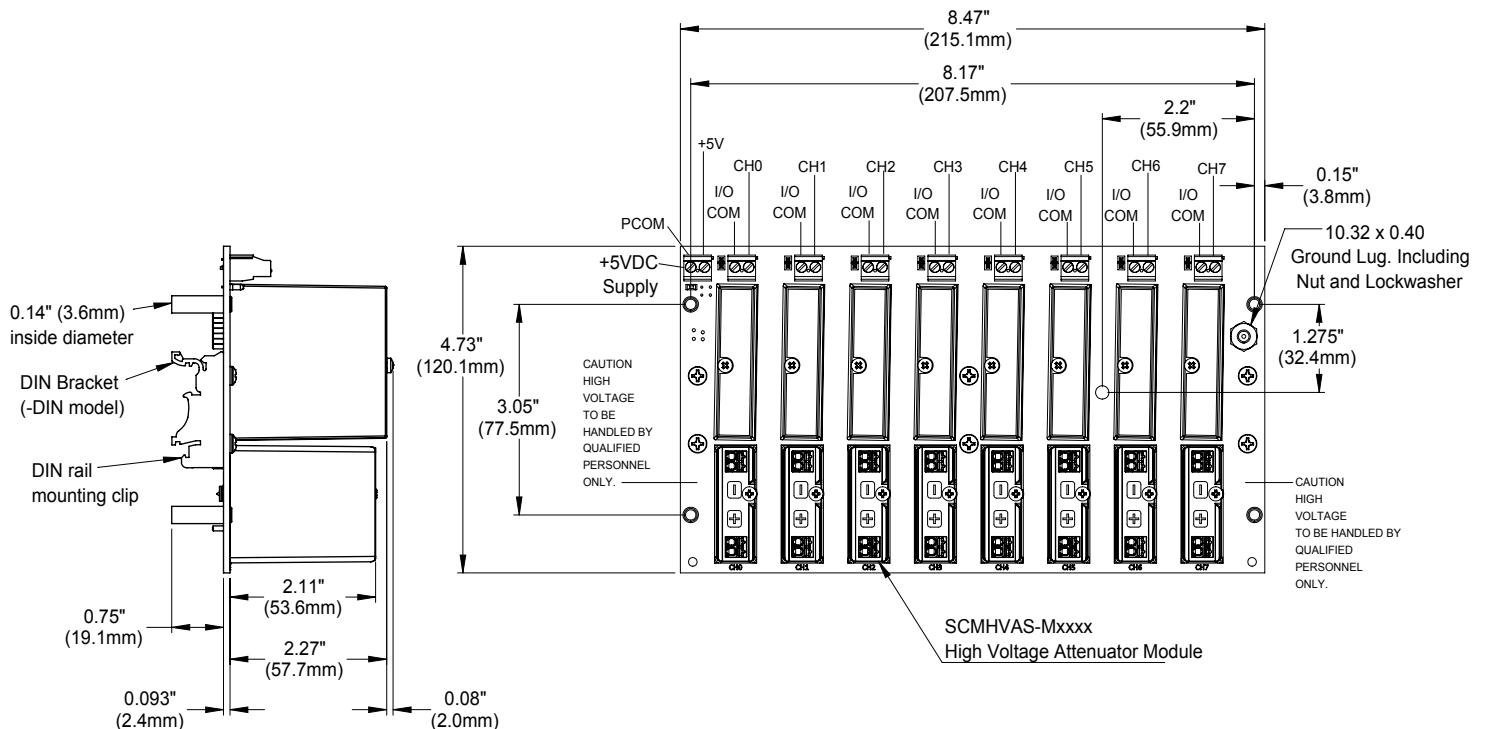 8.47"
(215.1mm)
8.17"
(207.5mm)
2.2"
(55.9mm)
0.15"
(3.8mm)
+5V
CH0
CH1
CH2
CH3
CH4
CH5
CH6
CH7
I/O
COM
I/O
COM
I/O
COM
I/O
COM
I/O
COM
I/O
COM
I/O
COM
I/O
COM
PCOM
+5VDC
Supply
10.32 x 0.40
Ground Lug. Including
Nut and Lockwasher
0.14" (3.6mm)
inside diameter
DIN Bracket
(-DIN model)
DIN rail
mounting clip
4.73"
(120.1mm)
3.05"
(77.5mm)
1.275"
(32.4mm)
CAUTION
HIGH
VOLTAGE
TO BE
HANDLED BY
QUALIFIED
PERSONNEL
ONLY.
CAUTION
HIGH
VOLTAGE
TO BE HANDLED BY
QUALIFIED
PERSONNEL
ONLY.
CH0
CH1
CH2
CH3
CH4
CH5
CH6
CH7
2.11"
(53.6mm)
0.75"
(19.1mm)
2.27"
(57.7mm)
0.093"
(2.4mm)
0.08"
(2.0mm)
SCMHVAS-Mxxxx
High Voltage Attenuator Module